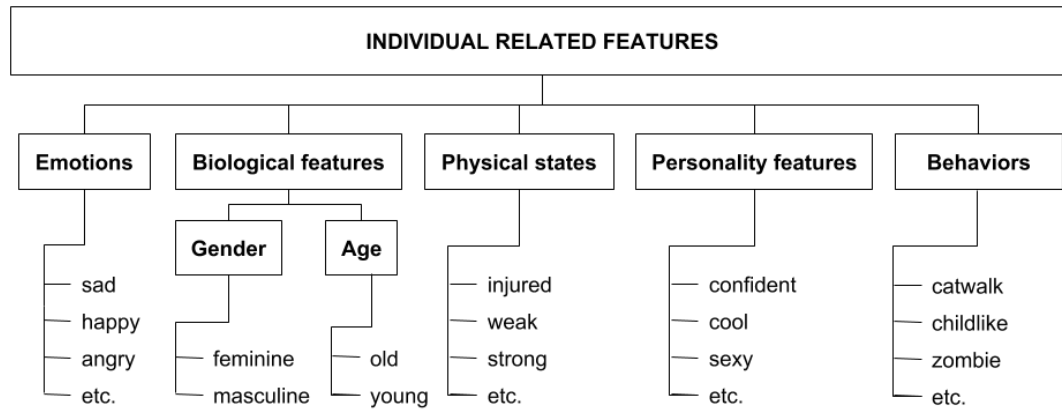 INDIVIDUAL RELATED FEATURES
Emotions
sad
happy
angry
etc.
Biological features
Gender
feminine
masculine
Age
old
young
Physical states
injured
weak
strong
etc.
Personality features
confident
cool
sexy
etc.
Behaviors
catwalk
childlike
zombie
etc.